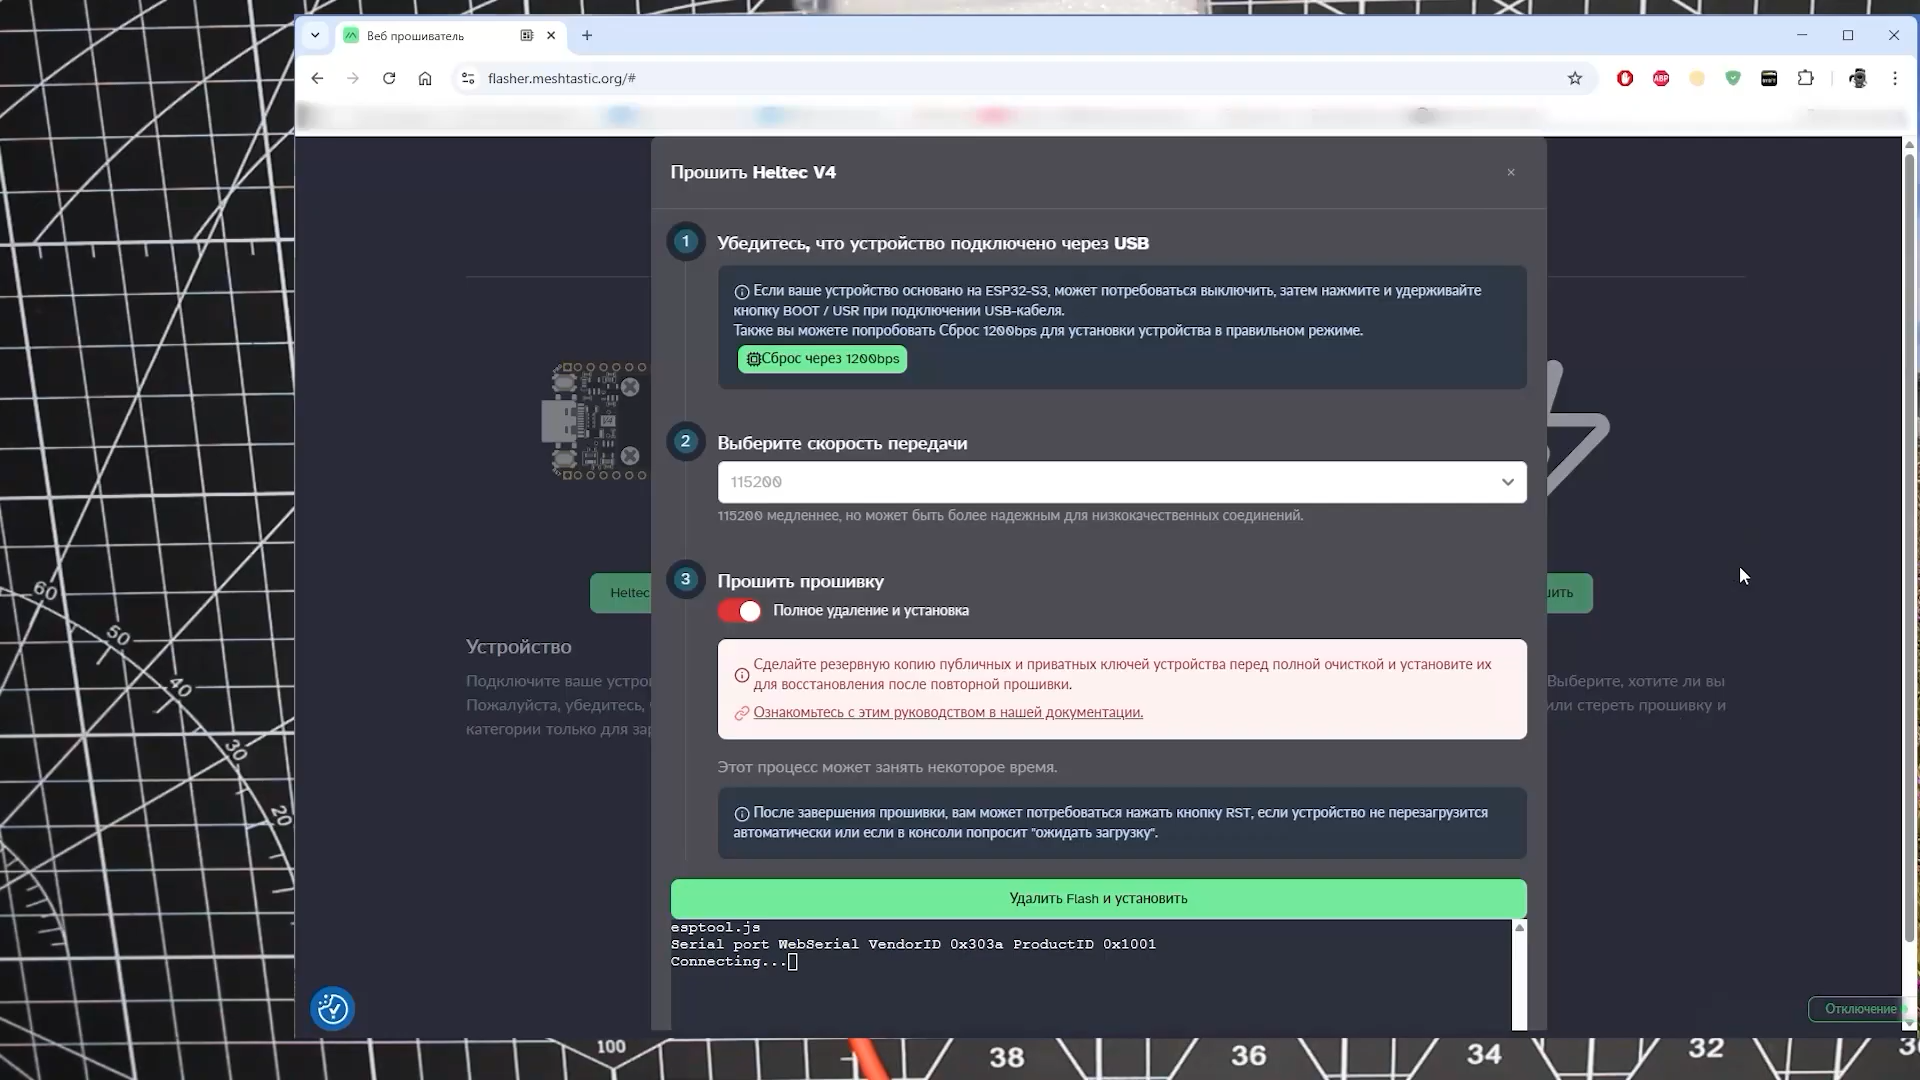 Веб прошиватель
flasher.meshtastic.org/#
Прошить Heltec V4
1
Убедитесь, что устройство подключено через USB
Если ваше устройство основано на ESP32-S3, может потребоваться выключить, затем нажмите и удерживайте
кнопку BOOT / USR при подключении USB-кабеля.
Также вы можете попробовать Сброс 1200bps для установки устройства в правильном режиме.
Сброс через 1200bps
2
Выберите скорость передачи
115200
115200 медленнее, но может быть более надежным для низкокачественных соединений.
3
Прошить прошивку
Полное удаление и установка
Сделайте резервную копию публичных и приватных ключей устройства перед полной очисткой и установите их
для восстановления после повторной прошивки.
Ознакомьтесь с этим руководством в нашей документации.
Этот процесс может занять некоторое время.
После завершения прошивки, вам может потребоваться нажать кнопку RST, если устройство не перезагрузится
автоматически или если в консоли попросит "ожидать загрузку".
Удалить Flash и установить
esptool.js
Serial port WebSerial VendorID 0x303a ProductID 0x1001
Connecting...
Heltec
Устройство
Подключите ваше устро
Пожалуйста, убедитесь,
категории только для за
ить
Выберите, хотите ли вы
или стереть прошивку и
Отключение
ABP
60
50
40
30
20
100
38
36
34
32